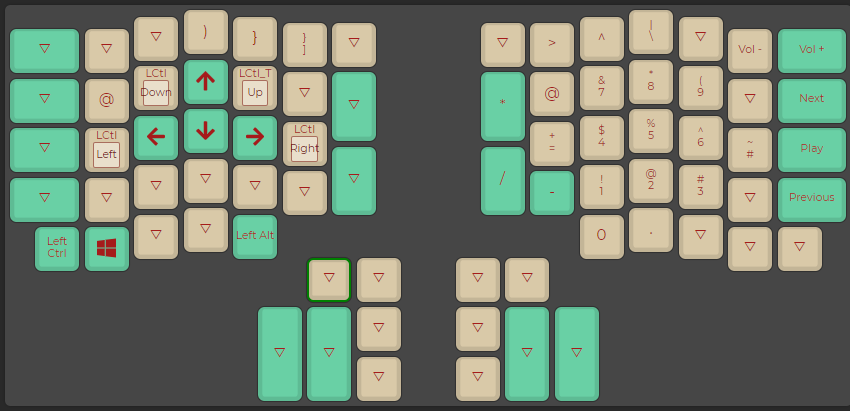 )
}
}
]
>
^
|
\
Vol -
Vol +
LCtl
Down
LCtl_T
Up
@
*
@
&
7
*
8
(
9
Next
LCtl
Left
LCtl
Right
+
=
$
4
%
5
^
6
~
#
Play
/
-
!
1
@
2
#
3
Previous
Left
Ctrl
Left Alt
0
.